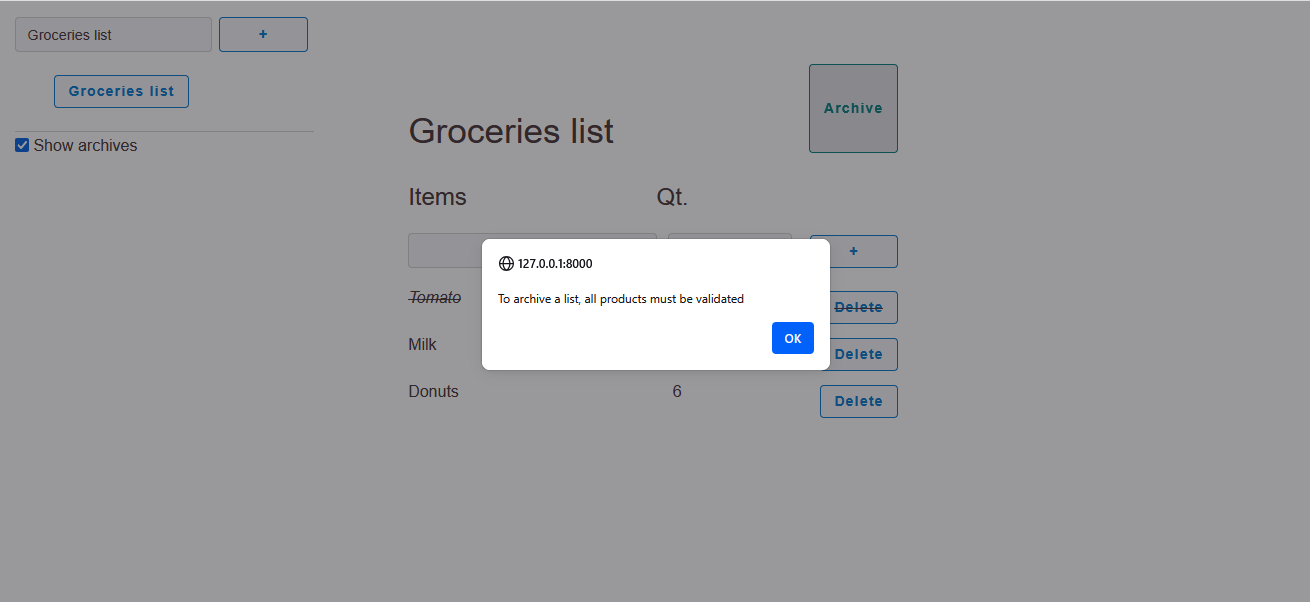 Groceries list
+
Groceries list
Show archives
Archive
Groceries list
Items Qt.
+
127.0.0.1:8000
To archive a list, all products must be validated
OK
Tomato Delete
Milk Delete
Donuts 6 Delete